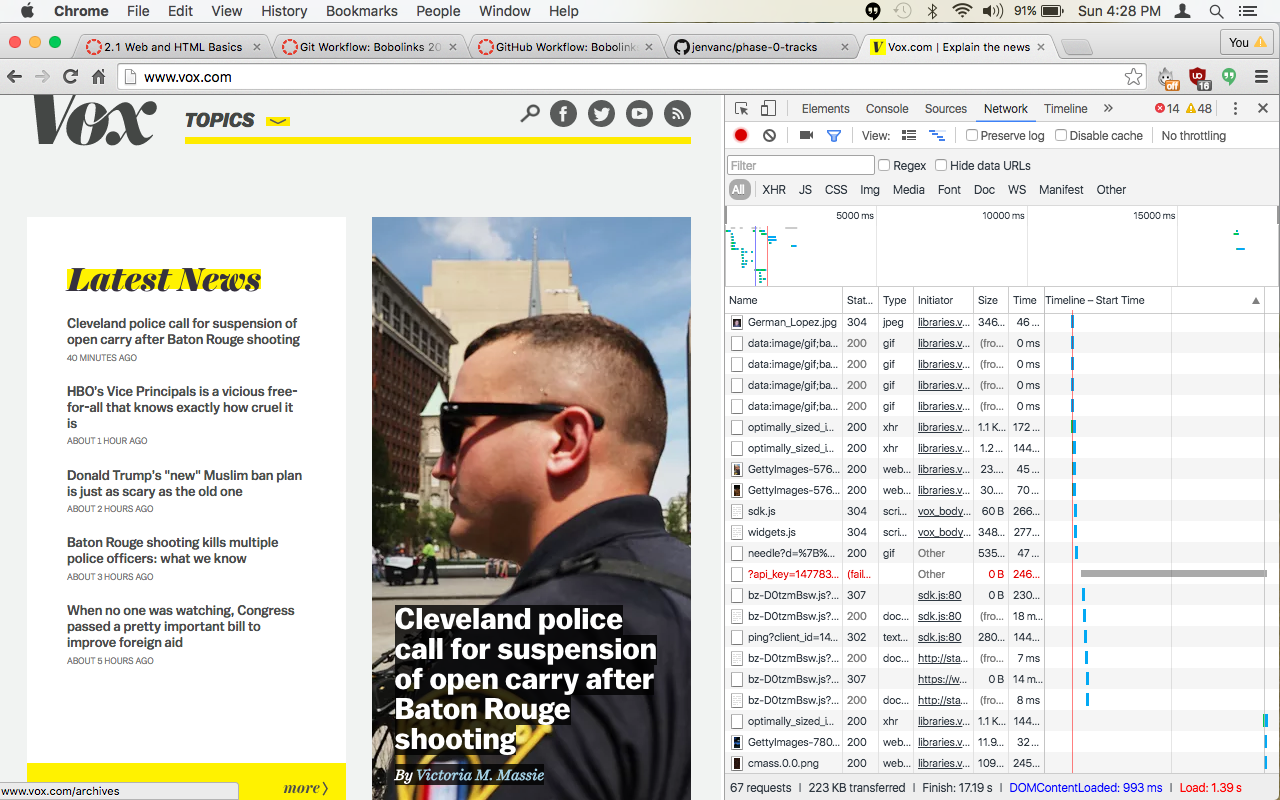 Chrome File Edit View History Bookmarks People Window Help 91% Sun 4:28 PM
2.1 Web and HTML Basics Git Workflow: Bobolinks 20 GitHub Workflow: Bobolink jenvanc/phase-0-tracks Vox.com | Explain the news You
www.vox.com off 16
Vox TOPICS
Elements Console Sources Network Timeline 14 48
View: Preserve log Disable cache No throttling
Filter Regex Hide data URLs
All XHR JS CSS Img Media Font Doc WS Manifest Other
5000 ms 10000 ms 15000 ms
Latest News
Cleveland police call for suspension of
open carry after Baton Rouge shooting
40 MINUTES AGO
HBO's Vice Principals is a vicious free-
for-all that knows exactly how cruel it
is
ABOUT 1 HOUR AGO
Donald Trump's "new" Muslim ban plan
is just as scary as the old one
ABOUT 2 HOURS AGO
Baton Rouge shooting kills multiple
police officers: what we know
ABOUT 3 HOURS AGO
When no one was watching, Congress
passed a pretty important bill to
improve foreign aid
ABOUT 5 HOURS AGO
more
www.vox.com/archives
Cleveland police
call for suspension
of open carry after
Baton Rouge
shooting
By Victoria M. Massie
Name Stat... Type Initiator Size Time Timeline – Start Time
German_Lopez.jpg 304 jpeg libraries.v... 346... 46 ...
data:image/gif;ba... 200 gif libraries.v... (fro... 0 ms
data:image/gif;ba... 200 gif libraries.v... (fro... 0 ms
data:image/gif;ba... 200 gif libraries.v... (fro... 0 ms
data:image/gif;ba... 200 gif libraries.v... (fro... 0 ms
optimally_sized_i... 200 xhr libraries.v... 1.1 K... 172 ...
optimally_sized_i... 200 xhr libraries.v... 1.2 ... 144...
GettyImages-576... 200 web... libraries.v... 23.... 45 ...
GettyImages-576... 200 web... libraries.v... 30.... 70 ...
sdk.js 304 scri... vox_body... 60 B 266...
widgets.js 304 scri... vox_body... 348... 277...
needle?d=%7B%... 200 gif Other 535... 47 ...
?api_key=147783... (fail... Other 0 B 246...
bz-D0tzmBsw.js?... 307 sdk.js:80 0 B 230...
bz-D0tzmBsw.js?... 200 doc... sdk.js:80 (fro... 18 m...
ping?client_id=14... 302 text... sdk.js:80 280... 144...
bz-D0tzmBsw.js?... 200 doc... http://sta... (fro... 7 ms
bz-D0tzmBsw.js?... 307 https://w... 0 B 14 m...
bz-D0tzmBsw.js?... 200 doc... http://sta... (fro... 8 ms
optimally_sized_i... 200 xhr libraries.v... 1.1 K... 144...
GettyImages-780... 200 web... libraries.v... 11.9... 32 ...
cmass.0.0.png 200 web... libraries.v... 109... 245...
67 requests | 223 KB transferred | Finish: 17.19 s | DOMContentLoaded: 993 ms | Load: 1.39 s